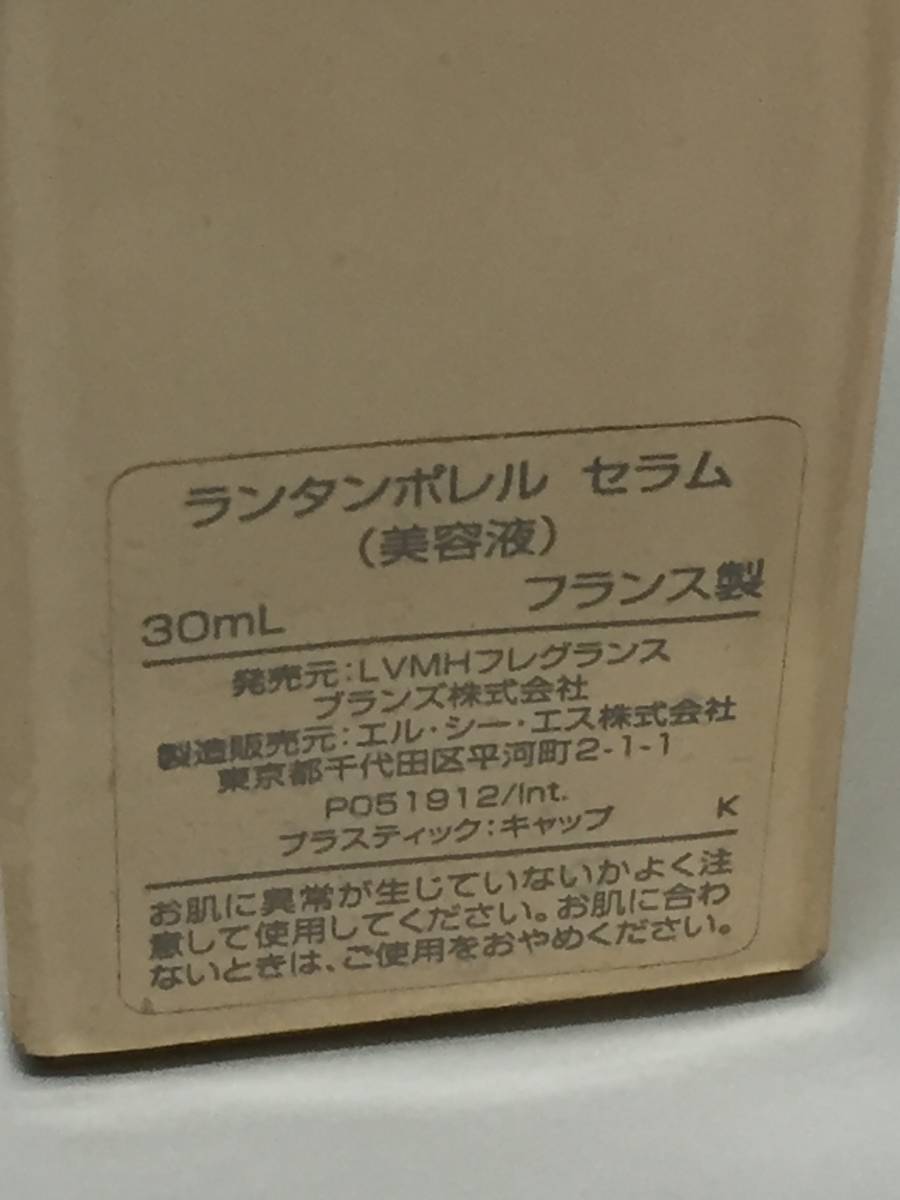 ランタンポレル セラム
（美容液）
30mL フランス製
発売元：LVMHフレグランス
ブランズ株式会社
製造販売元：エル・シー・エス株式会社
東京都千代田区平河町2-1-1
P051912/Int.
プラスティック：キャップ K
お肌に異常が生じていないかよく注
意して使用してください。お肌に合わ
ないときは、ご使用をおやめください。